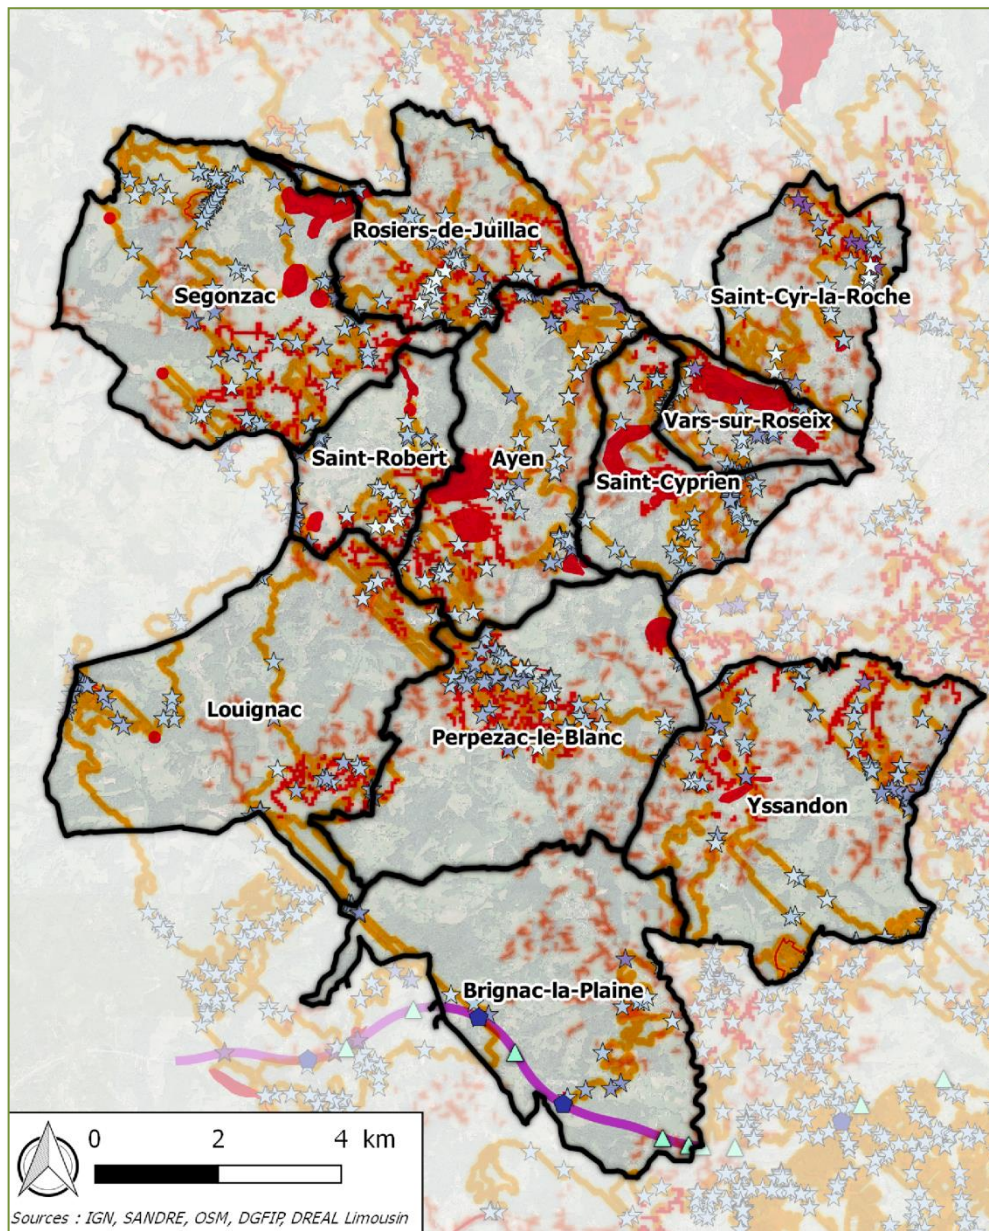 Rosiers-de-Juillac
Segonzac
Saint-Cyr-la-Roche
Vars-sur-Roseix
Saint-Robert
Ayen
Saint-Cyprien
Louignac
Perpezac-le-Blanc
Yssandon
Brignac-la-Plaine
0 2 4 km
Sources : IGN, SANDRE, OSM, DGFIP, DREAL Limousin